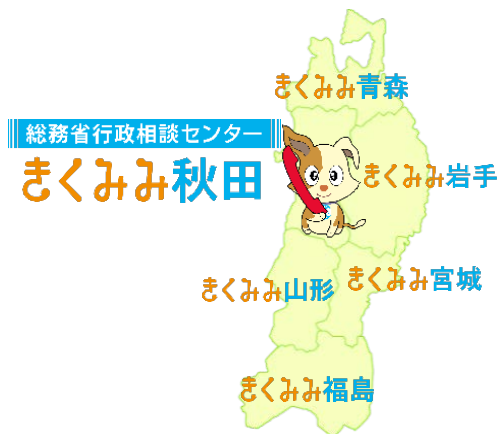 きくみみ青森
総務省行政相談センター
きくみみ秋田
きくみみ岩手
きくみみ宮城
きくみみ山形
きくみみ福島